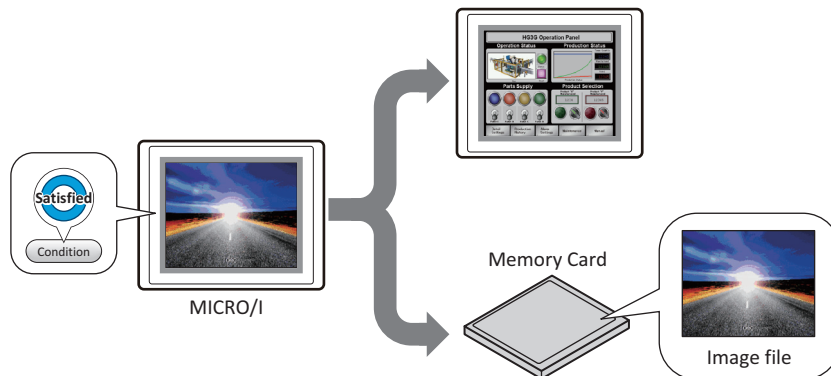 HG3G Operation Panel
Operation Status
Production Status
Parts Supply
Product Selection
Satisfied
Condition
MICRO/I
Memory Card
Image file